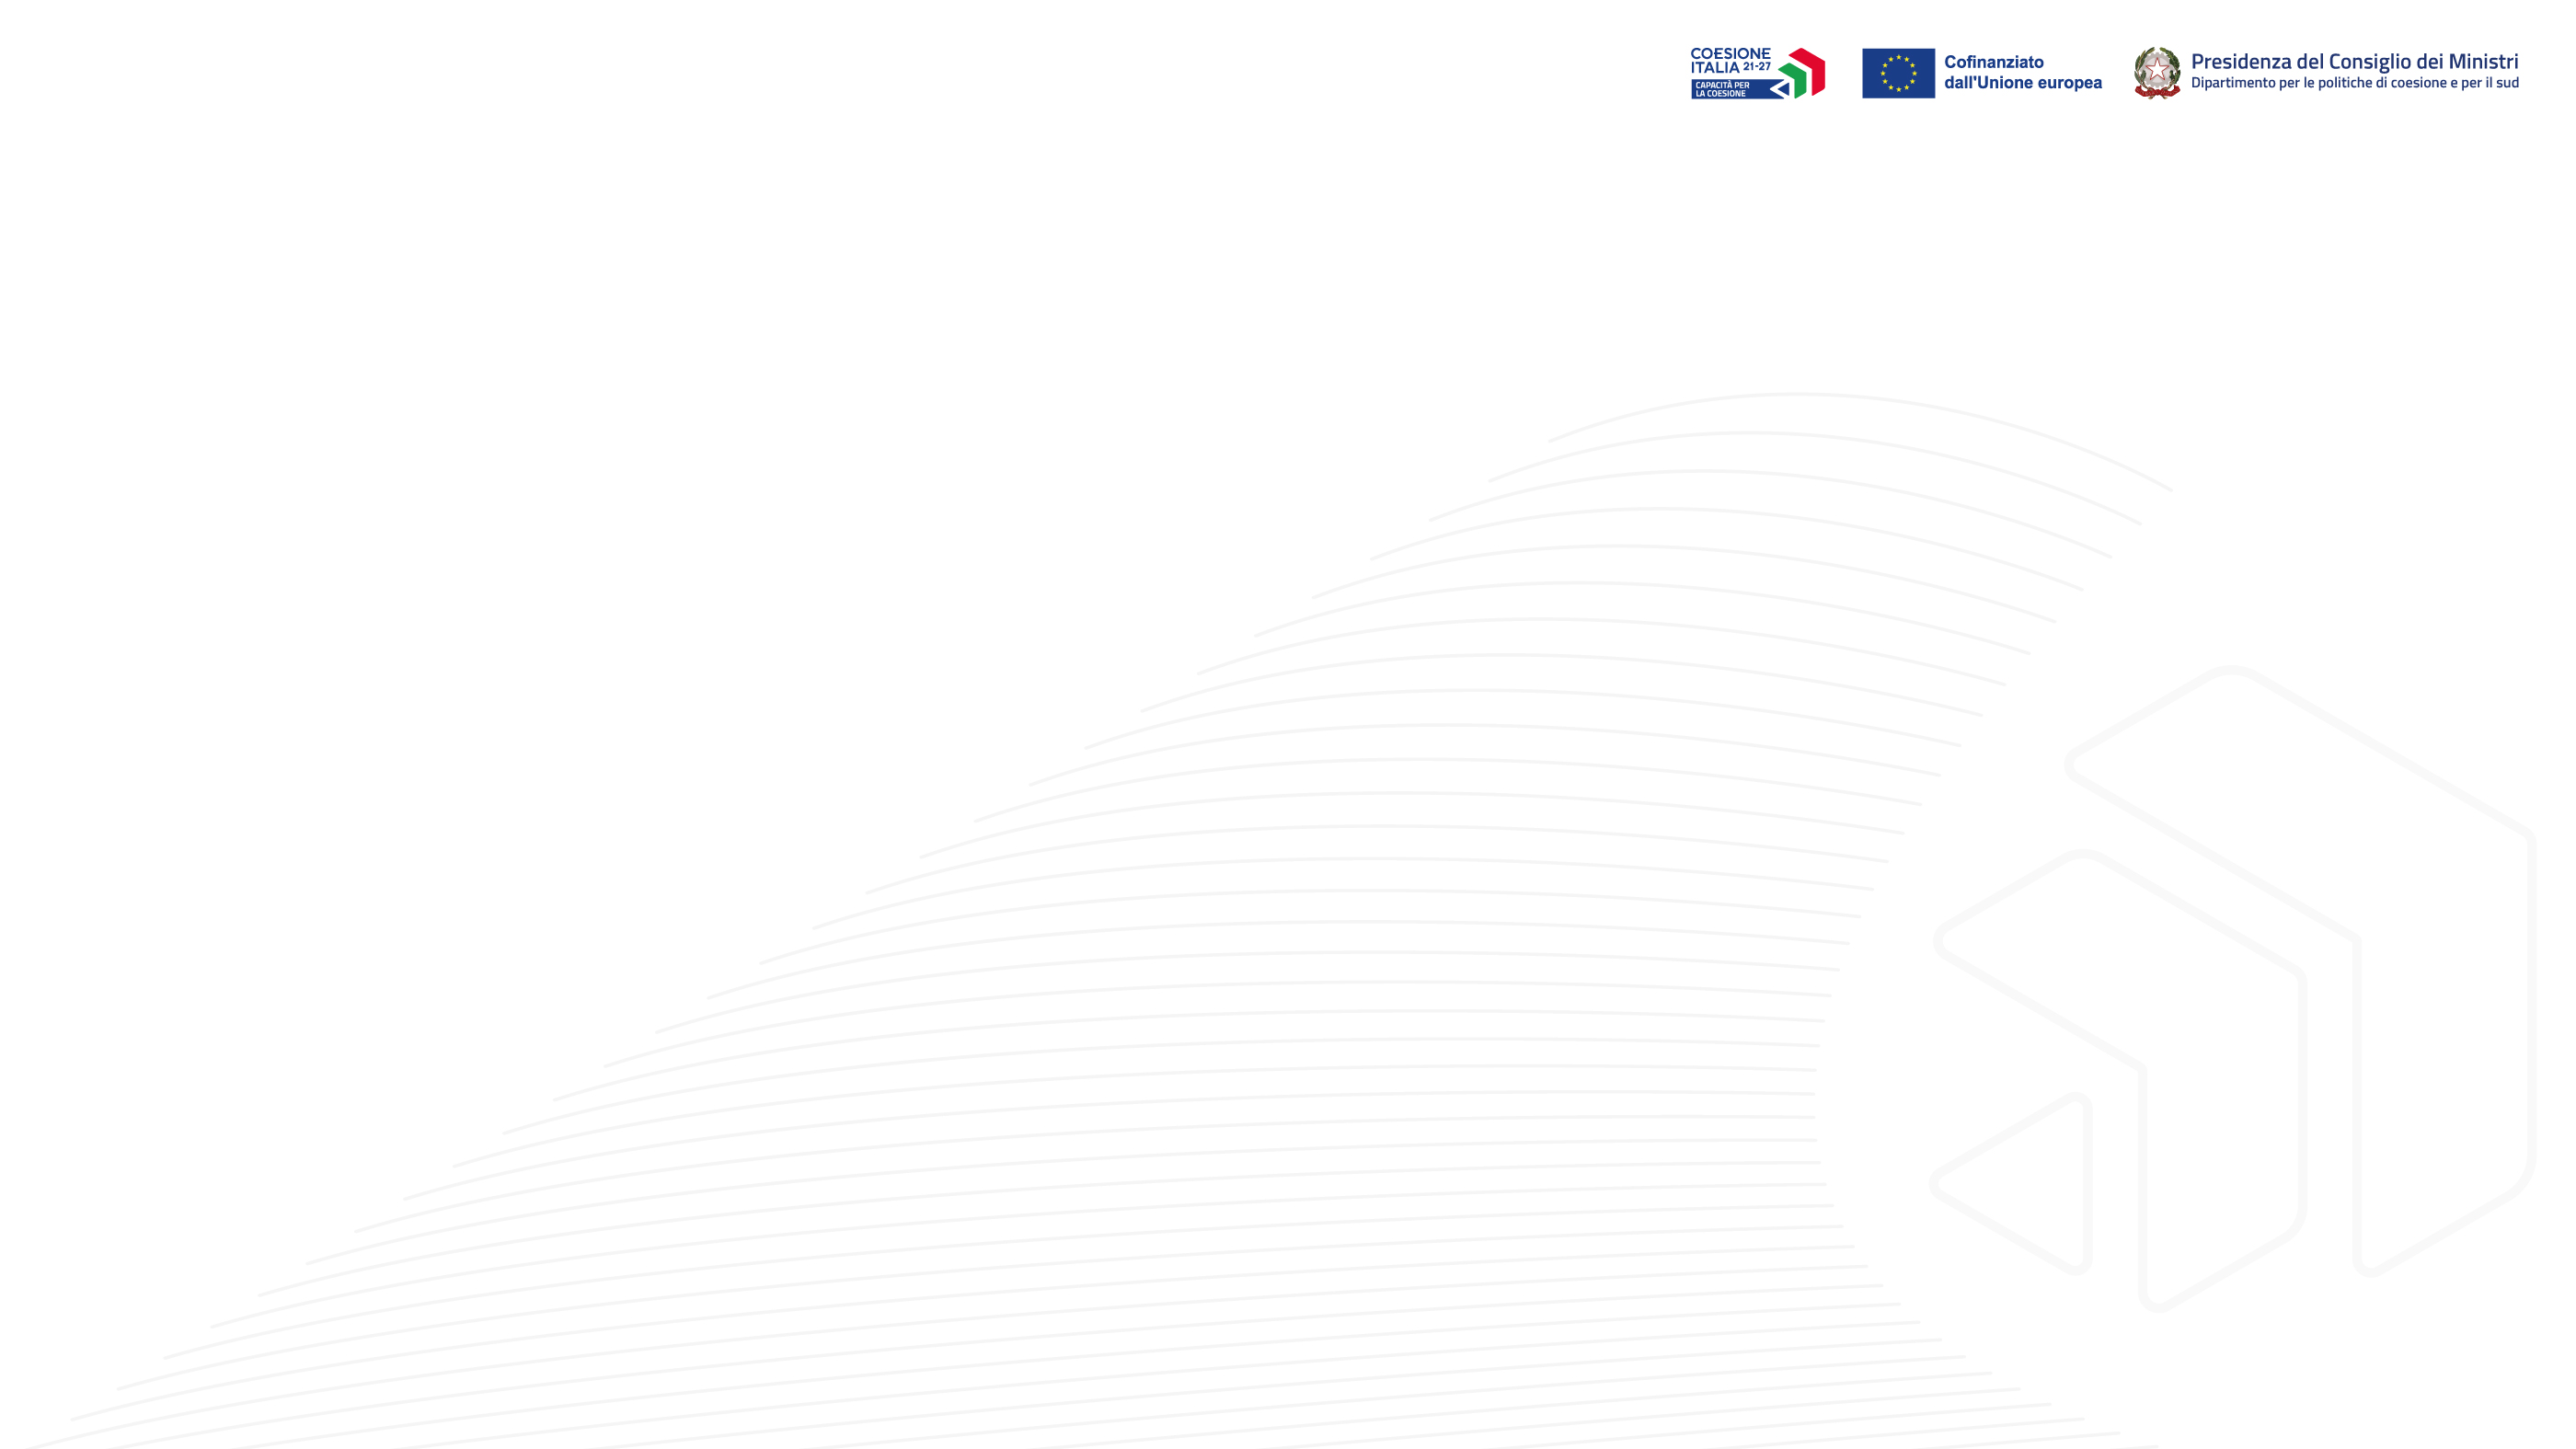 COESIONE
ITALIA 21-27
CAPACITÀ PER
LA COESIONE
Cofinanziato
dall'Unione europea
Presidenza del Consiglio dei Ministri
Dipartimento per le politiche di coesione e per il sud